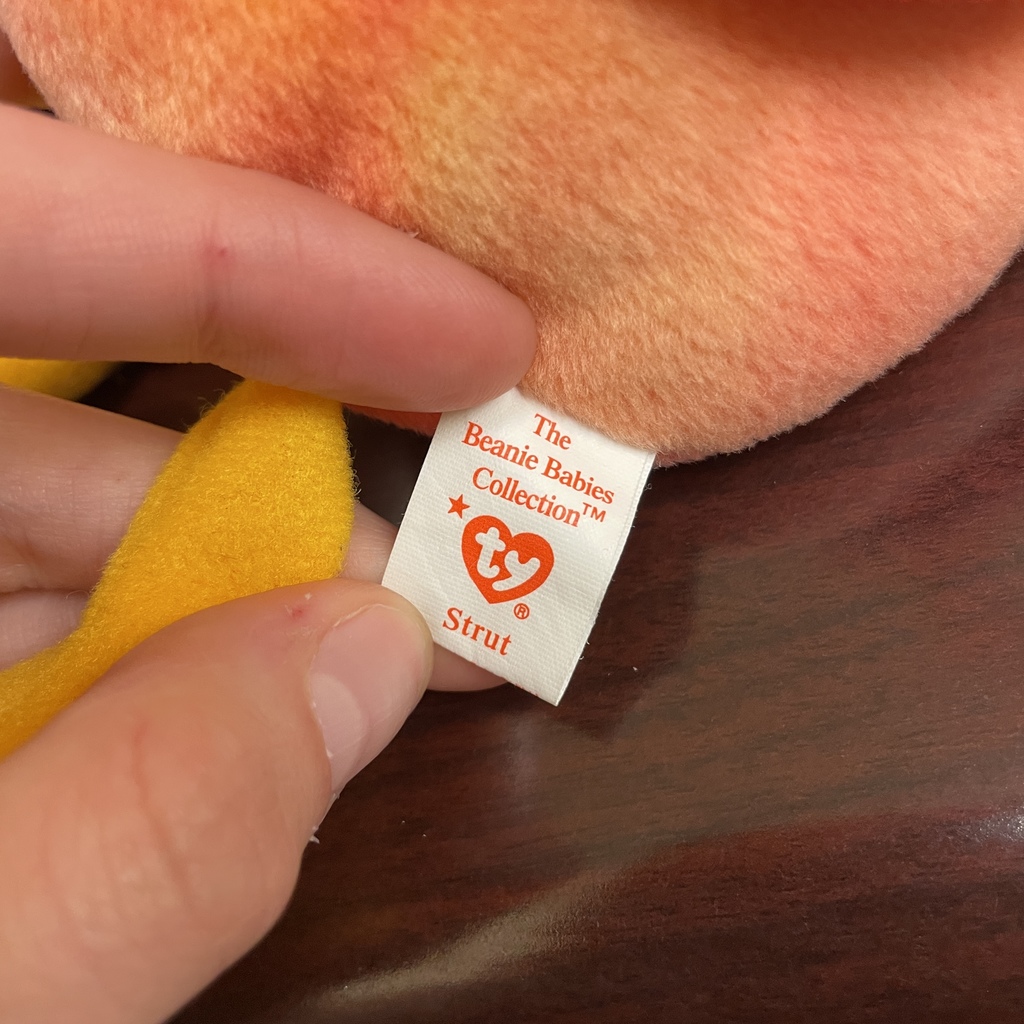 The
Beanie Babies
Collection™
ty
®
Strut